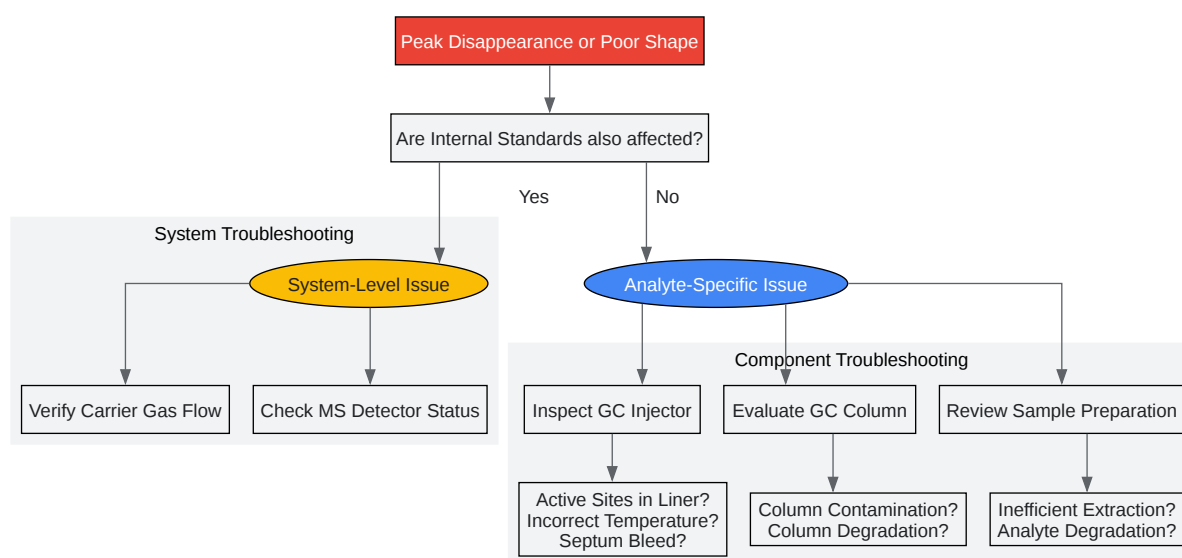 Peak Disappearance or Poor Shape
Are Internal Standards also affected?
Yes
No
System Troubleshooting
System-Level Issue
Analyte-Specific Issue
Component Troubleshooting
Verify Carrier Gas Flow
Check MS Detector Status
Inspect GC Injector
Evaluate GC Column
Review Sample Preparation
Active Sites in Liner?
Incorrect Temperature?
Septum Bleed?
Column Contamination?
Column Degradation?
Inefficient Extraction?
Analyte Degradation?